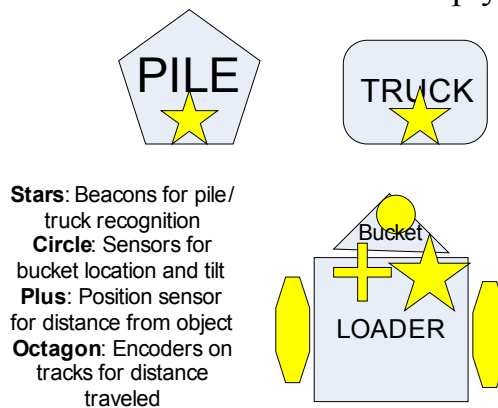 mpty
PILE
TRUCK
Stars: Beacons for pile/
truck recognition
Circle: Sensors for
bucket location and tilt
Plus: Position sensor
for distance from object
Octagon: Encoders on
tracks for distance
traveled
Bucket
LOADER